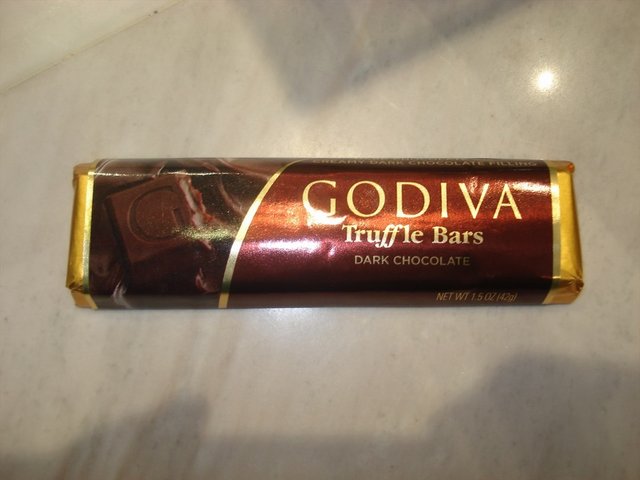 CREAMY DARK CHOCOLATE FILLING
GODIVA
Truffle Bars
DARK CHOCOLATE
NET WT 1.5 OZ (42g)
G